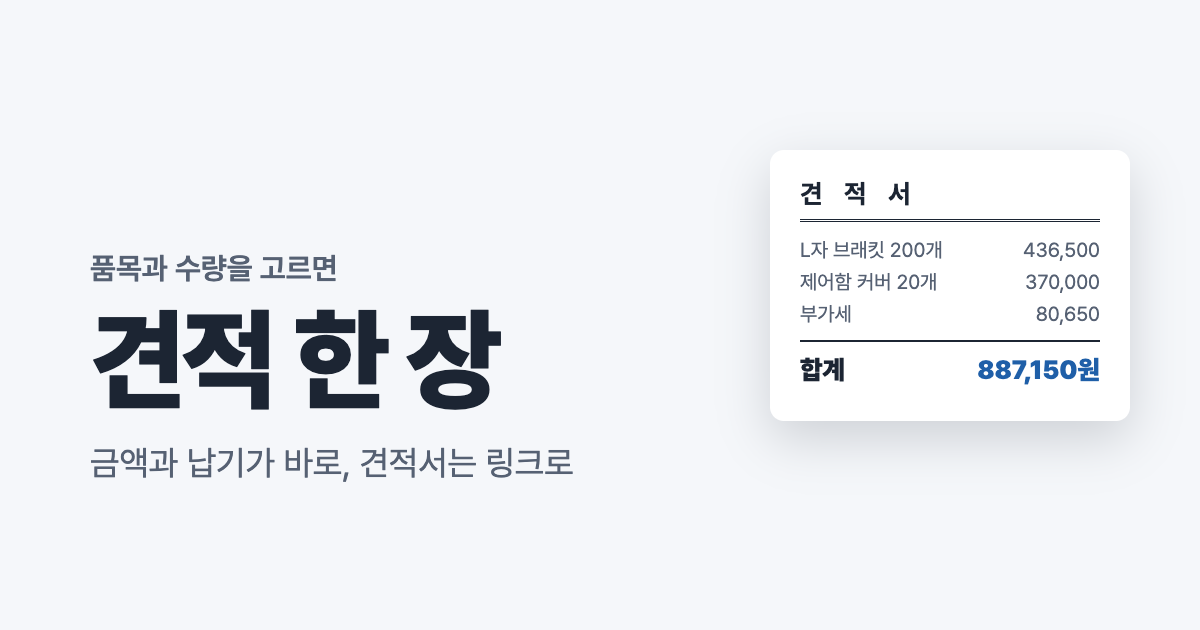 품목과 수량을 고르면
견적 한 장
금액과 납기가 바로, 견적서는 링크로
견 적 서
L자 브래킷 200개 436,500
제어함 커버 20개 370,000
부가세 80,650
합계 887,150원